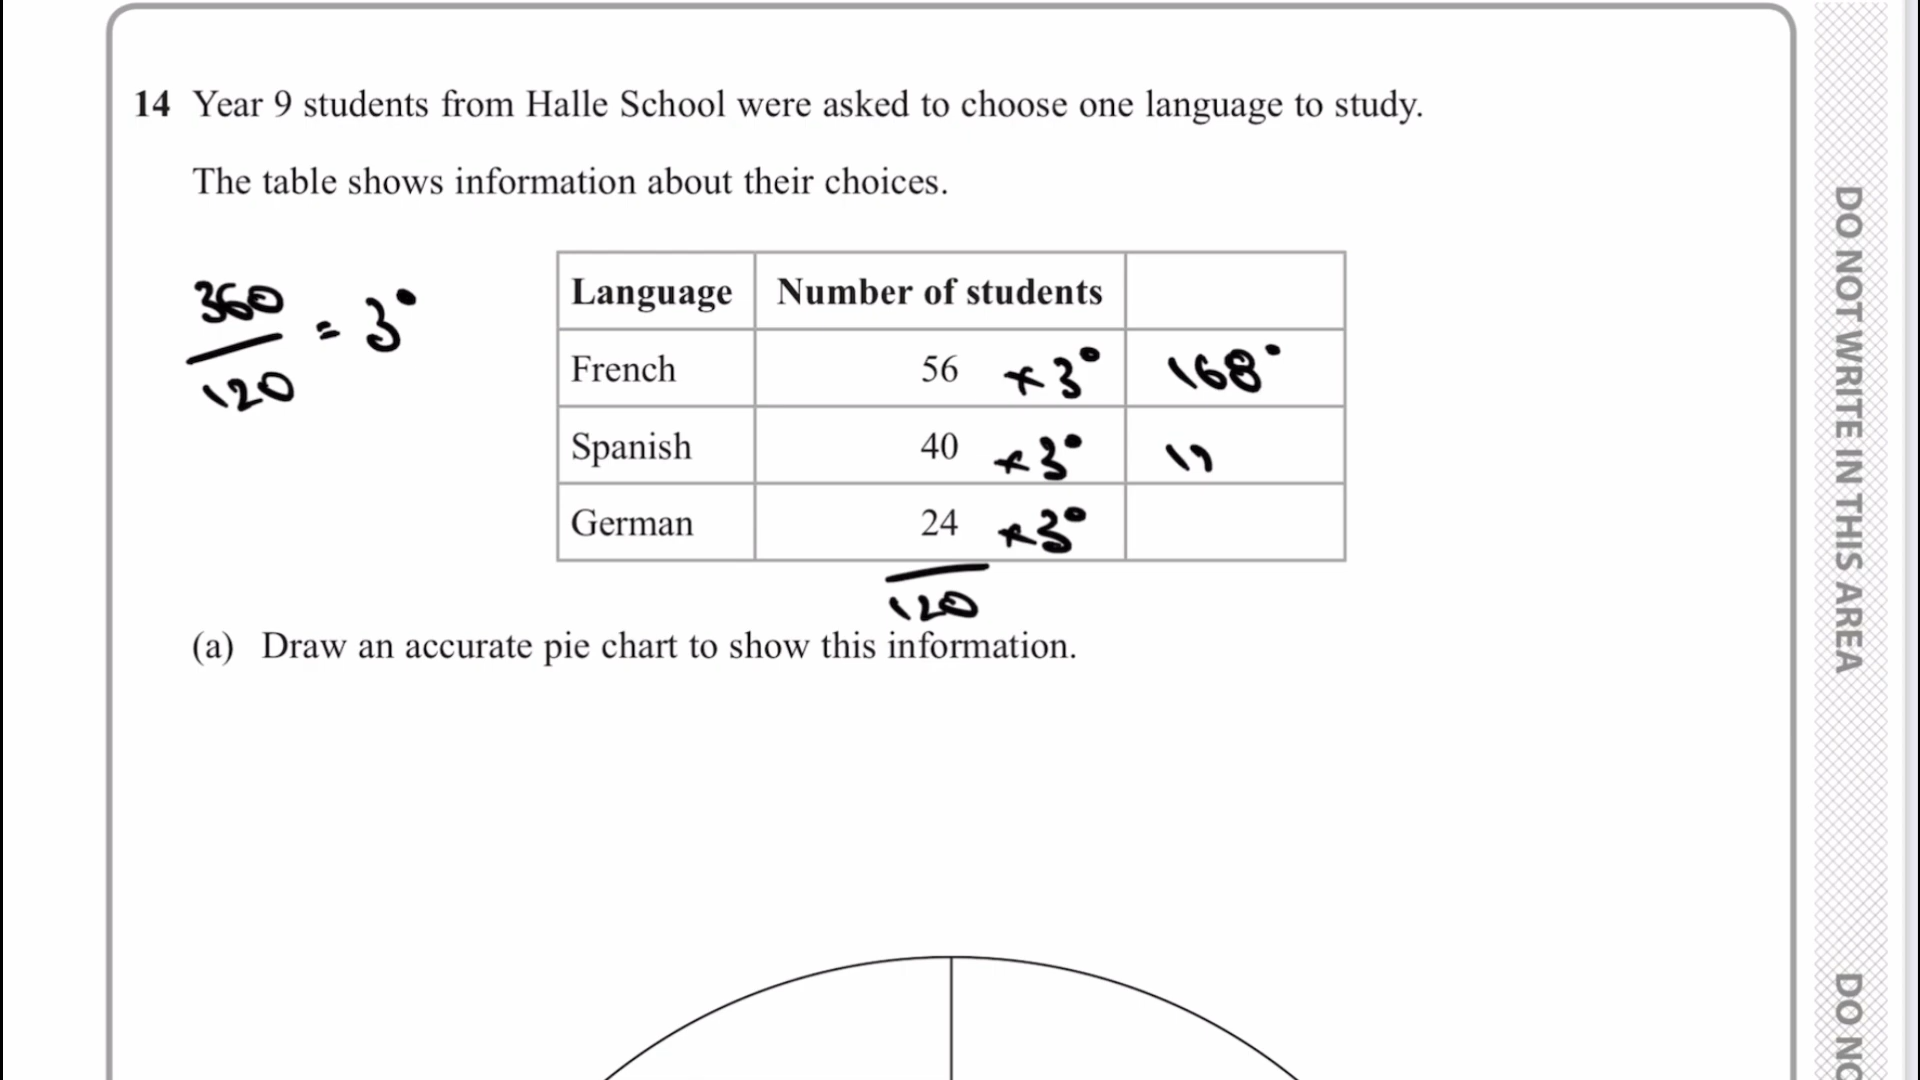 14 Year 9 students from Halle School were asked to choose one language to study.
The table shows information about their choices.
360
120
= 3°
Language Number of students
French 56 ×3° 168°
Spanish 40 ×3°
German 24 ×3°
120
(a) Draw an accurate pie chart to show this information.
DO NOT WRITE IN THIS AREA
DO NO